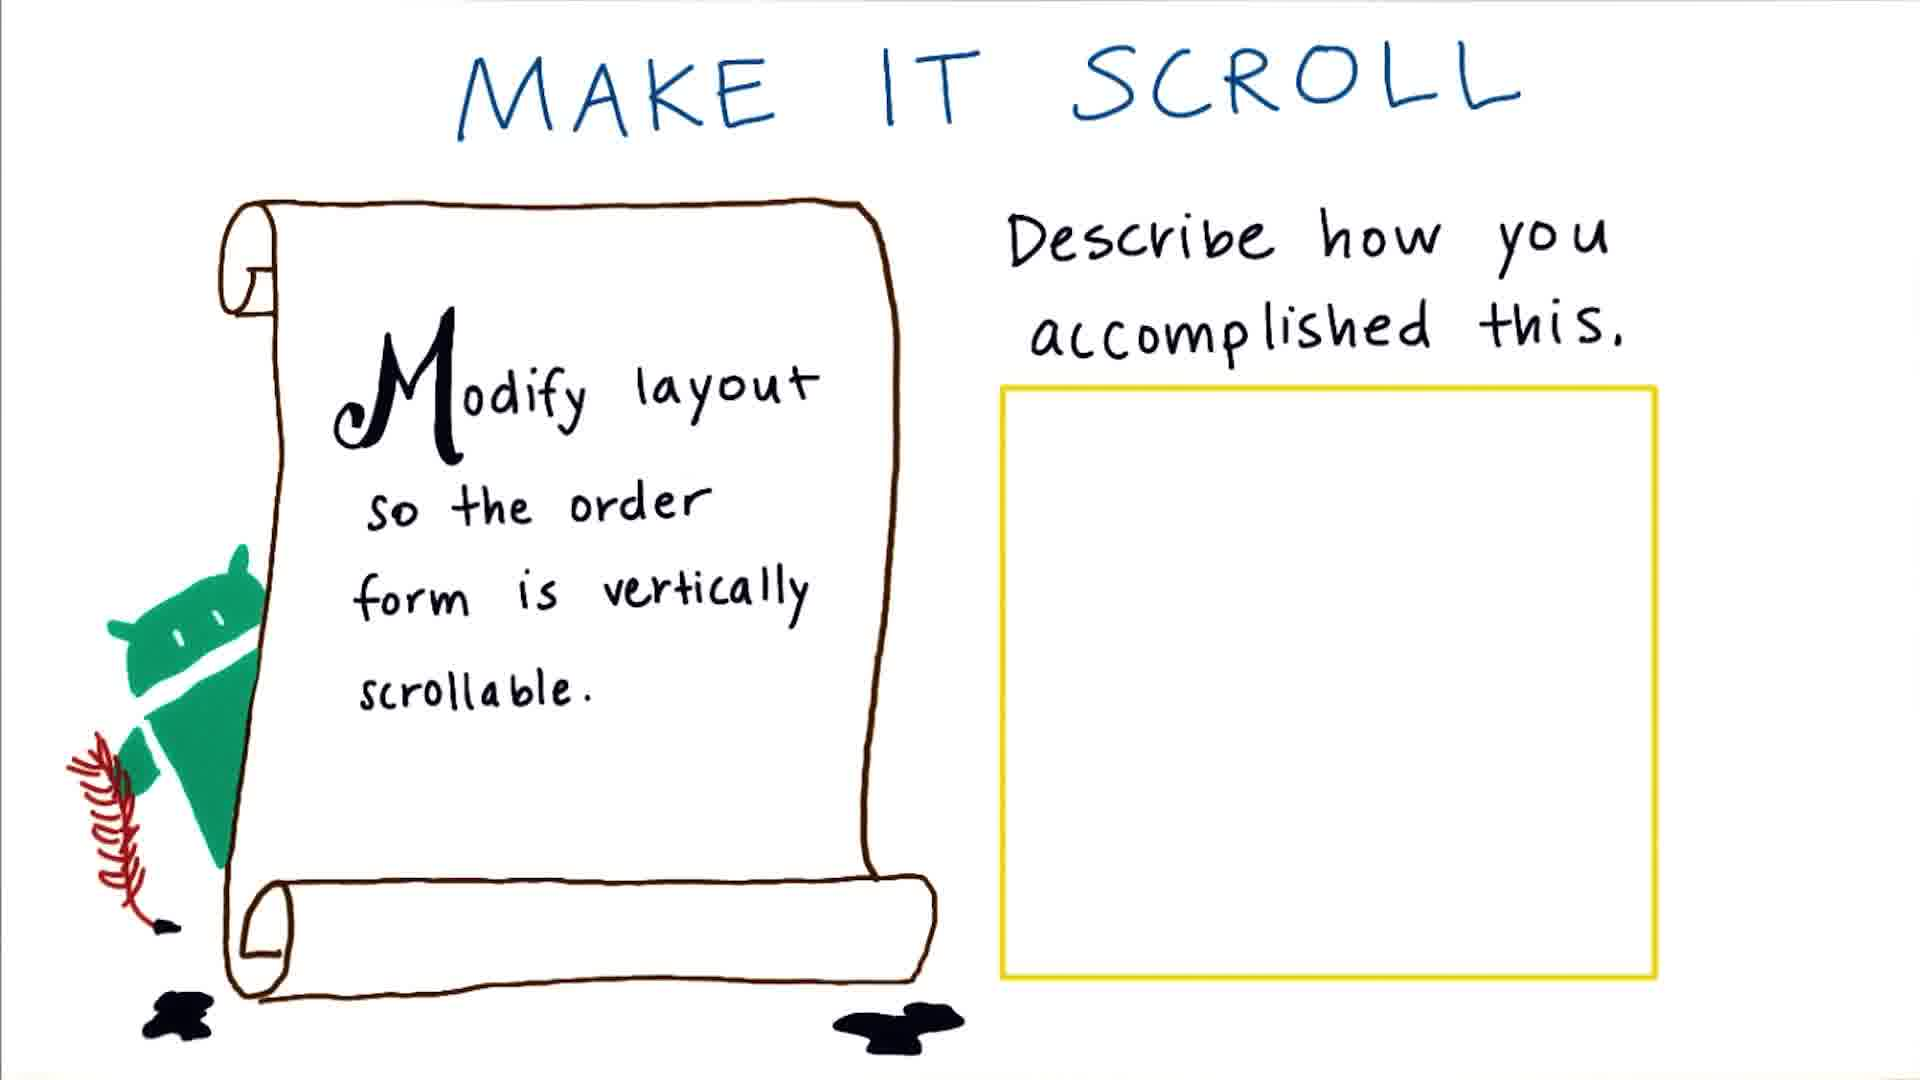 MAKE IT SCROLL
Modify layout
so the order
form is vertically
scrollable.
Describe how you
accomplished this.